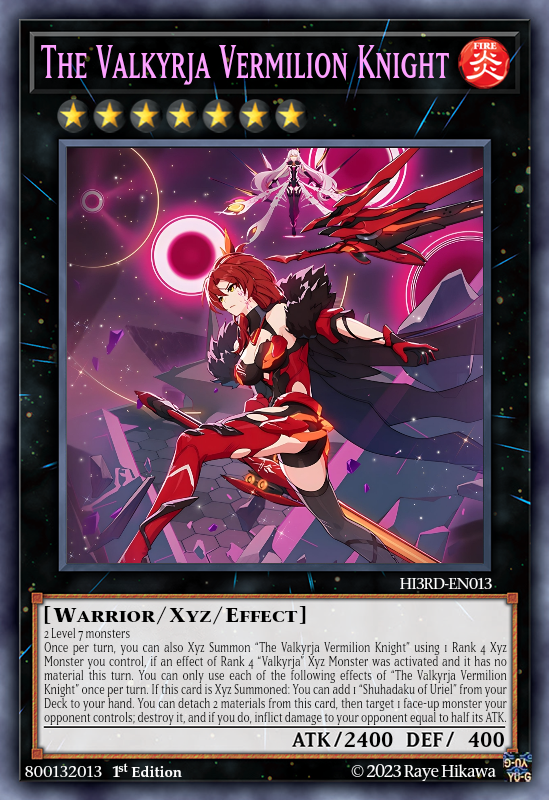 The Valkyrja Vermilion Knight
FIRE
炎
HI3RD-EN013
[Warrior/Xyz/Effect]
2 Level 7 monsters
Once per turn, you can also Xyz Summon “The Valkyrja Vermilion Knight” using 1 Rank 4 Xyz
Monster you control, if an effect of Rank 4 “Valkyrja” Xyz Monster was activated and it has no
material this turn. You can only use each of the following effects of “The Valkyrja Vermilion
Knight” once per turn. If this card is Xyz Summoned: You can add “Shuhadaku of Uriel” from your
Deck to your hand. You can detach 2 materials from this card, then target 1 face-up monster your
opponent controls; destroy it, and if you do, inflict damage to your opponent equal to half its ATK.
ATK/2400 DEF/ 400
800132013 1st Edition ©2023 Raye Hikawa
YU-G